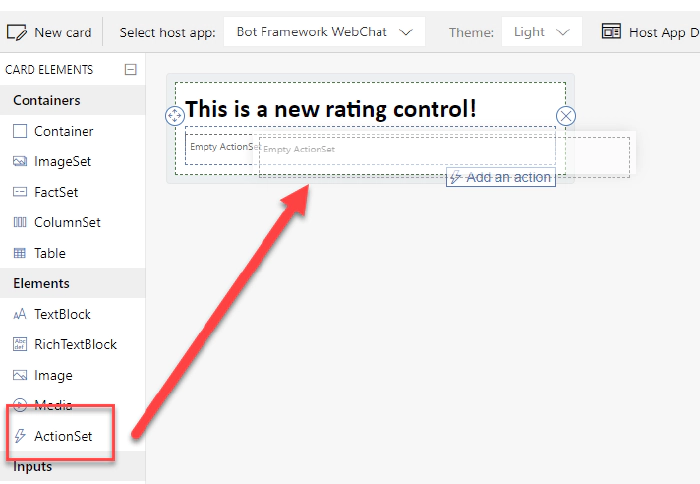 New card
Select host app:
Bot Framework WebChat
Theme:
Light
Host App D
CARD ELEMENTS
Containers
Container
ImageSet
FactSet
ColumnSet
Table
Elements
TextBlock
Abc
def
RichTextBlock
Image
Media
ActionSet
Inputs
This is a new rating control!
Empty ActionSet
Empty ActionSet
Add an action